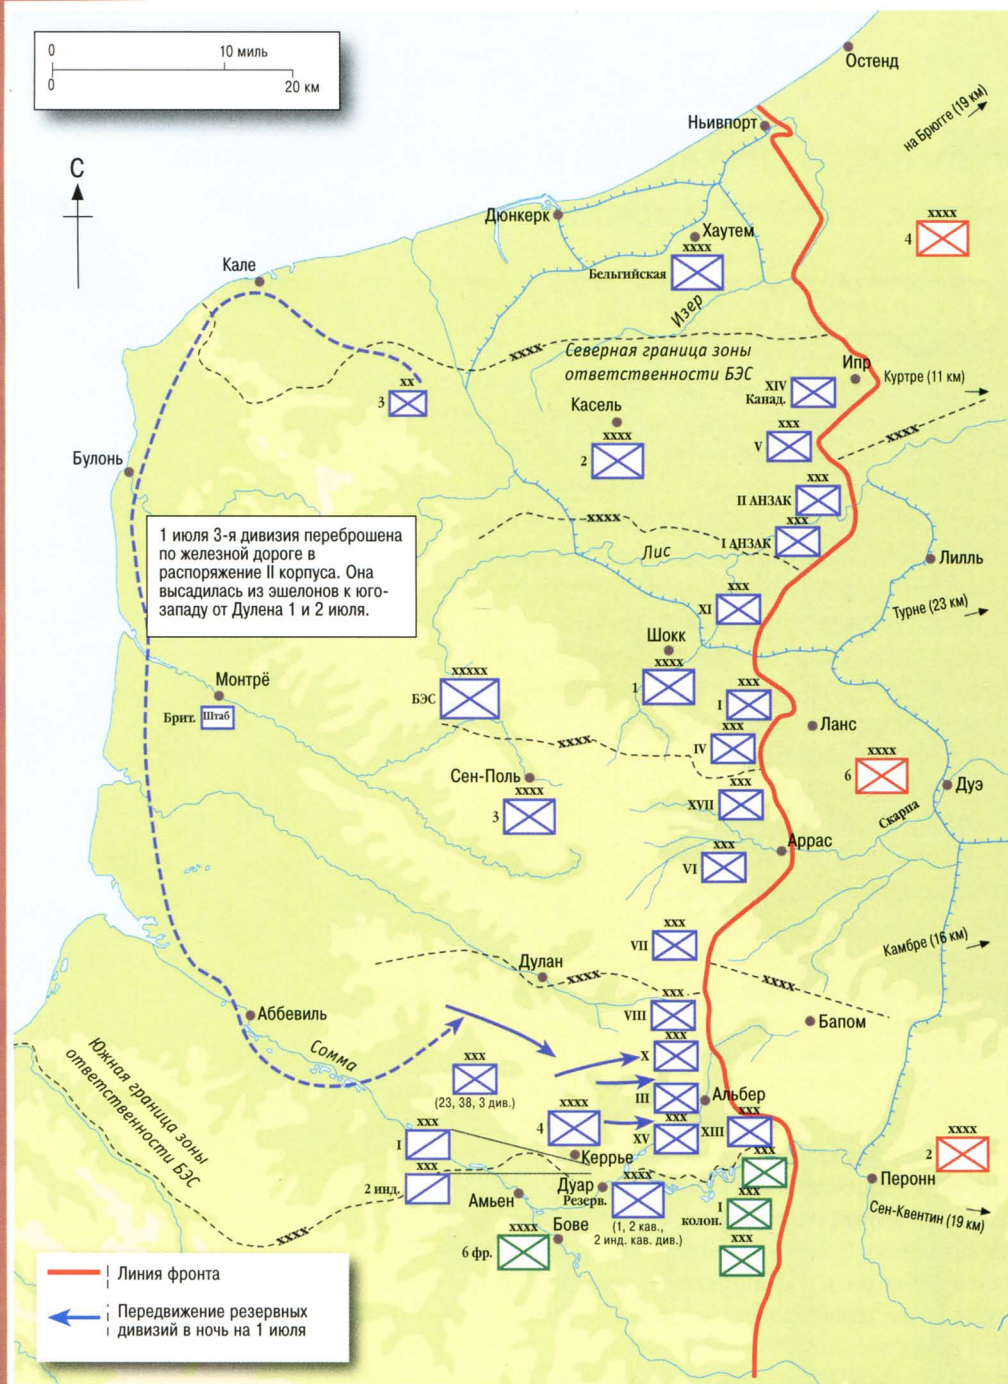 0
10 миль
0
20 км
С
Остенд
на Брюгге (19 км)
Ньивпорт
xxxx
4
Дюнкерк
Хаутем
xxxx
Бельгийская
Изер
Кале
xxxx
Северная граница зоны
ответственности БЭС
Ипр
Куртре (11 км)
xx
3
XIV
Канад.
Касель
xxxx
2
xxx
V
xxxx
Булонь
xxx
II АНЗАК
1 июля 3-я дивизия переброшена
по железной дороге в
распоряжение II корпуса. Она
высадилась из эшелонов к юго-
западу от Дулена 1 и 2 июля.
xxxx
xxx
I АНЗАК
Лис
Лилль
xxx
XI
Турне (23 км)
Шокк
xxxx
1
Монтрё
Брит.
Штаб
xxxxx
БЭС
xxx
I
Ланс
xxxx
IV
xxxx
6
Сен-Поль
xxxx
3
xxx
XVII
Дуэ
Скарпа
Аррас
xxx
VI
xxx
VII
Камбре (16 км)
Дулан
xxxx
xxxx
Аббевиль
xxx
VIII
Бапом
Сомма
xxx
X
Южная граница зоны
ответственности БЭС
xxx
(23, 38, 3 див.)
xxx
III
Альбер
xxxx
4
xxx
XV
xxx
XIII
xxx
I
Керрье
xxx
xxxx
2
xxx
2 инд.
Дуар
xxxx
Резерв.
(1, 2 кав.,
2 инд. кав. див.)
Перонн
Амьен
xxx
I
колон.
Сен-Квентин (19 км)
xxxx
Бове
xxxx
6 фр.
xxx
Линия фронта
Передвижение резервных
дивизий в ночь на 1 июля